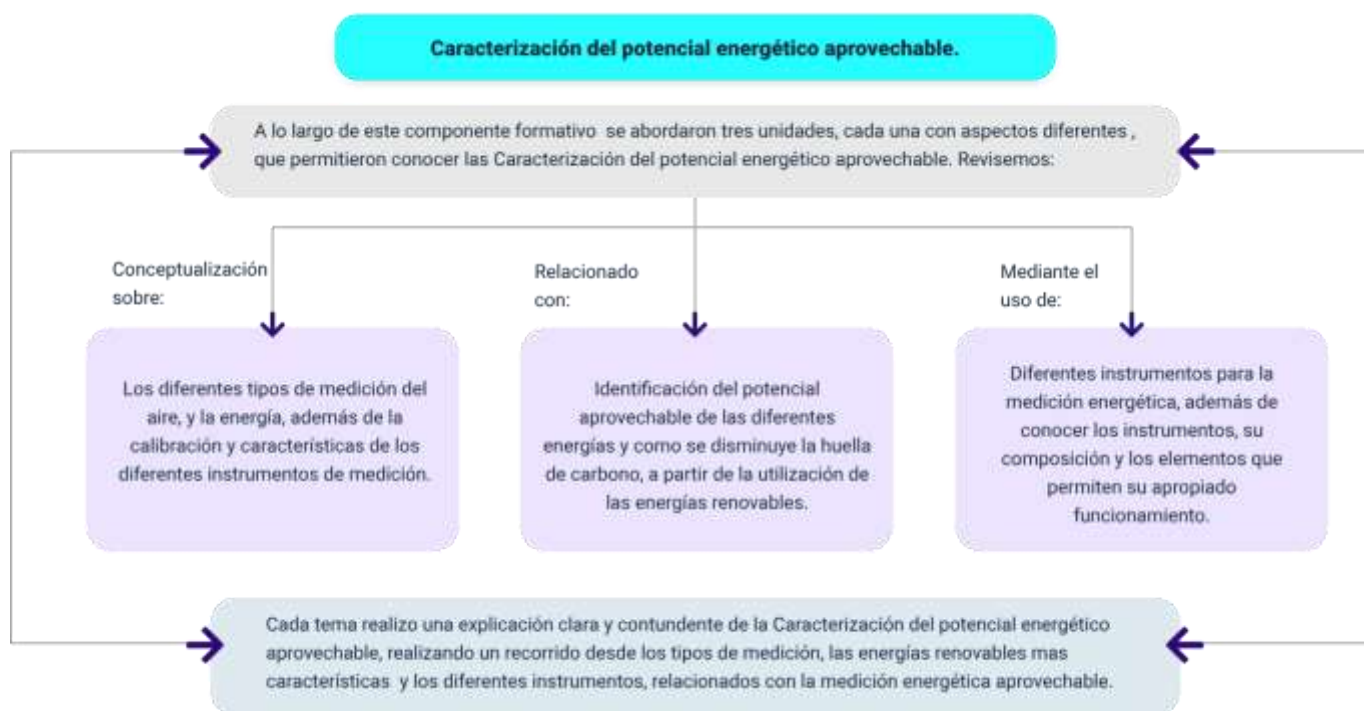 Caracterización del potencial energético aprovechable.
A lo largo de este componente formativo se abordaron tres unidades, cada una con aspectos diferentes ,
que permitieron conocer las Caracterización del potencial energético aprovechable. Revisemos:
Conceptualización
sobre:
Los diferentes tipos de medición del
aire, y la energía, además de la
calibración y características de los
diferentes instrumentos de medición.
Relacionado
con:
Identificación del potencial
aprovechable de las diferentes
energías y como se disminuye la huella
de carbono, a partir de la utilización de
las energías renovables.
Mediante el
uso de:
Diferentes instrumentos para la
medición energética, además de
conocer los instrumentos, su
composición y los elementos que
permiten su apropiado
funcionamiento.
Cada tema realizo una explicación clara y contundente de la Caracterización del potencial energético
aprovechable, realizando un recorrido desde los tipos de medición, las energías renovables mas
características y los diferentes instrumentos, relacionados con la medición energética aprovechable.